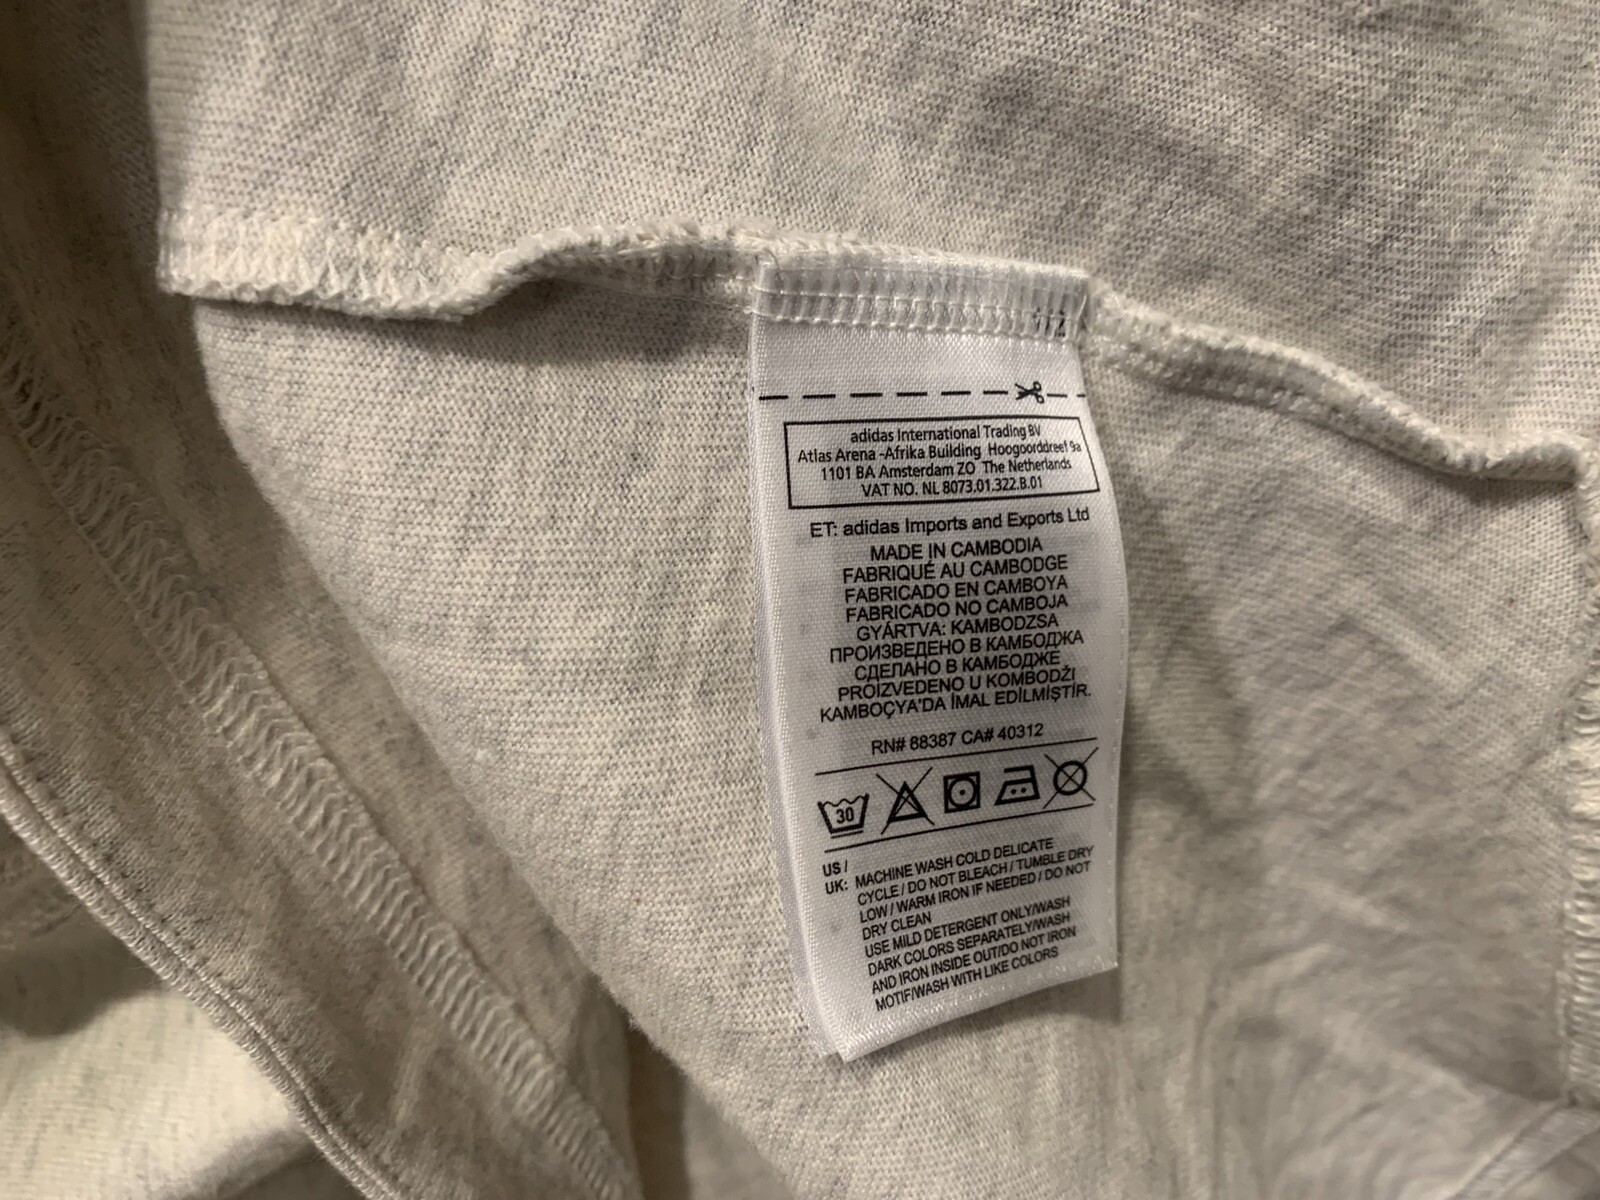 adidas International Trading BV
Atlas Arena -Afrika Building Hoogoorddreef 9a
1101 BA Amsterdam ZO The Netherlands
VAT NO. NL 8073.01.322.B.01
ET: adidas Imports and Exports Ltd
MADE IN CAMBODIA
FABRIQUÉ AU CAMBODGE
FABRICADO EN CAMBOYA
FABRICADO NO CAMBOJA
GYÁRTVA: KAMBODZSA
ПРОИЗВЕДЕНО В КАМБОДЖА
СДЕЛАНО В КАМБОДЖЕ
PROİZVEDENO U KOMBODŽI
KAMBOÇYA'DA İMAL EDİLMİŞTİR.
RN# 88387 CA# 40312
30
US /
UK: MACHINE WASH COLD DELICATE
CYCLE / DO NOT BLEACH / TUMBLE DRY
LOW / WARM IRON IF NEEDED / DO NOT
DRY CLEAN
USE MILD DETERGENT ONLY/WASH
DARK COLORS SEPARATELY/WASH
AND IRON INSIDE OUT/DO NOT IRON
MOTIF/WASH WITH LIKE COLORS